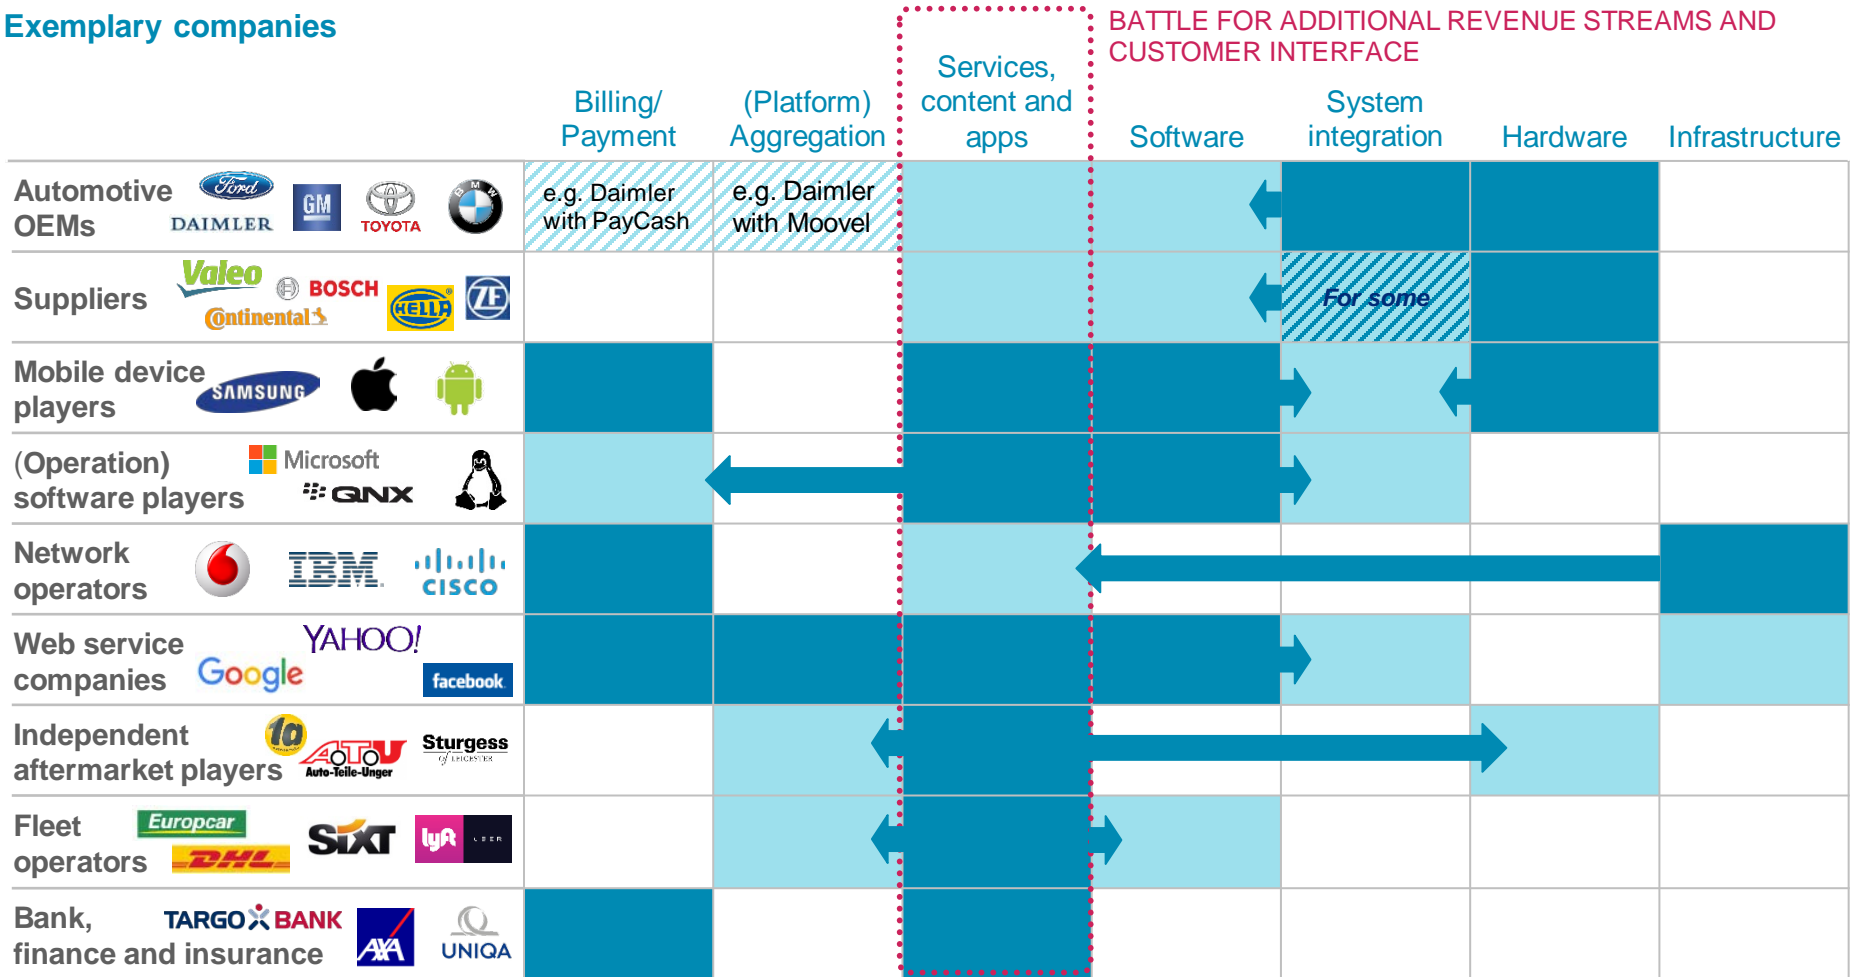 Exemplary companies
BATTLE FOR ADDITIONAL REVENUE STREAMS AND
CUSTOMER INTERFACE
Billing/
Payment
(Platform)
Aggregation
Services,
content and
apps
Software
System
integration
Hardware
Infrastructure
Automotive
OEMs
Ford
DAIMLER
GM
TOYOTA
BMW
e.g. Daimler
with PayCash
e.g. Daimler
with Moovel
Suppliers
Valeo
BOSCH
Continental
HELLA
ZF
For some
Mobile device
players
SAMSUNG
(Operation)
software players
Microsoft
QNX
Network
operators
IBM
CISCO
Web service
companies
YAHOO!
Google
facebook
Independent
aftermarket players
1a
ATU
Auto-Teile-Unger
Sturgess
of LEICESTER
Fleet
operators
Europcar
DHL
SIXT
lyft
UBER
Bank,
finance and insurance
TARGO BANK
AXA
UNIQA